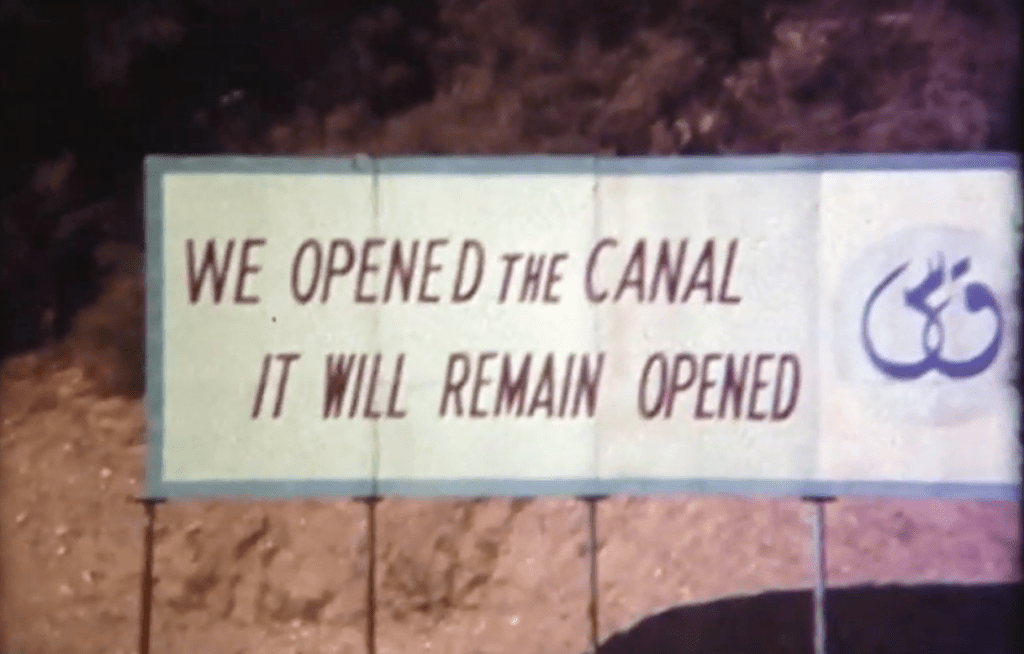 WE OPENED THE CANAL
IT WILL REMAIN OPENED